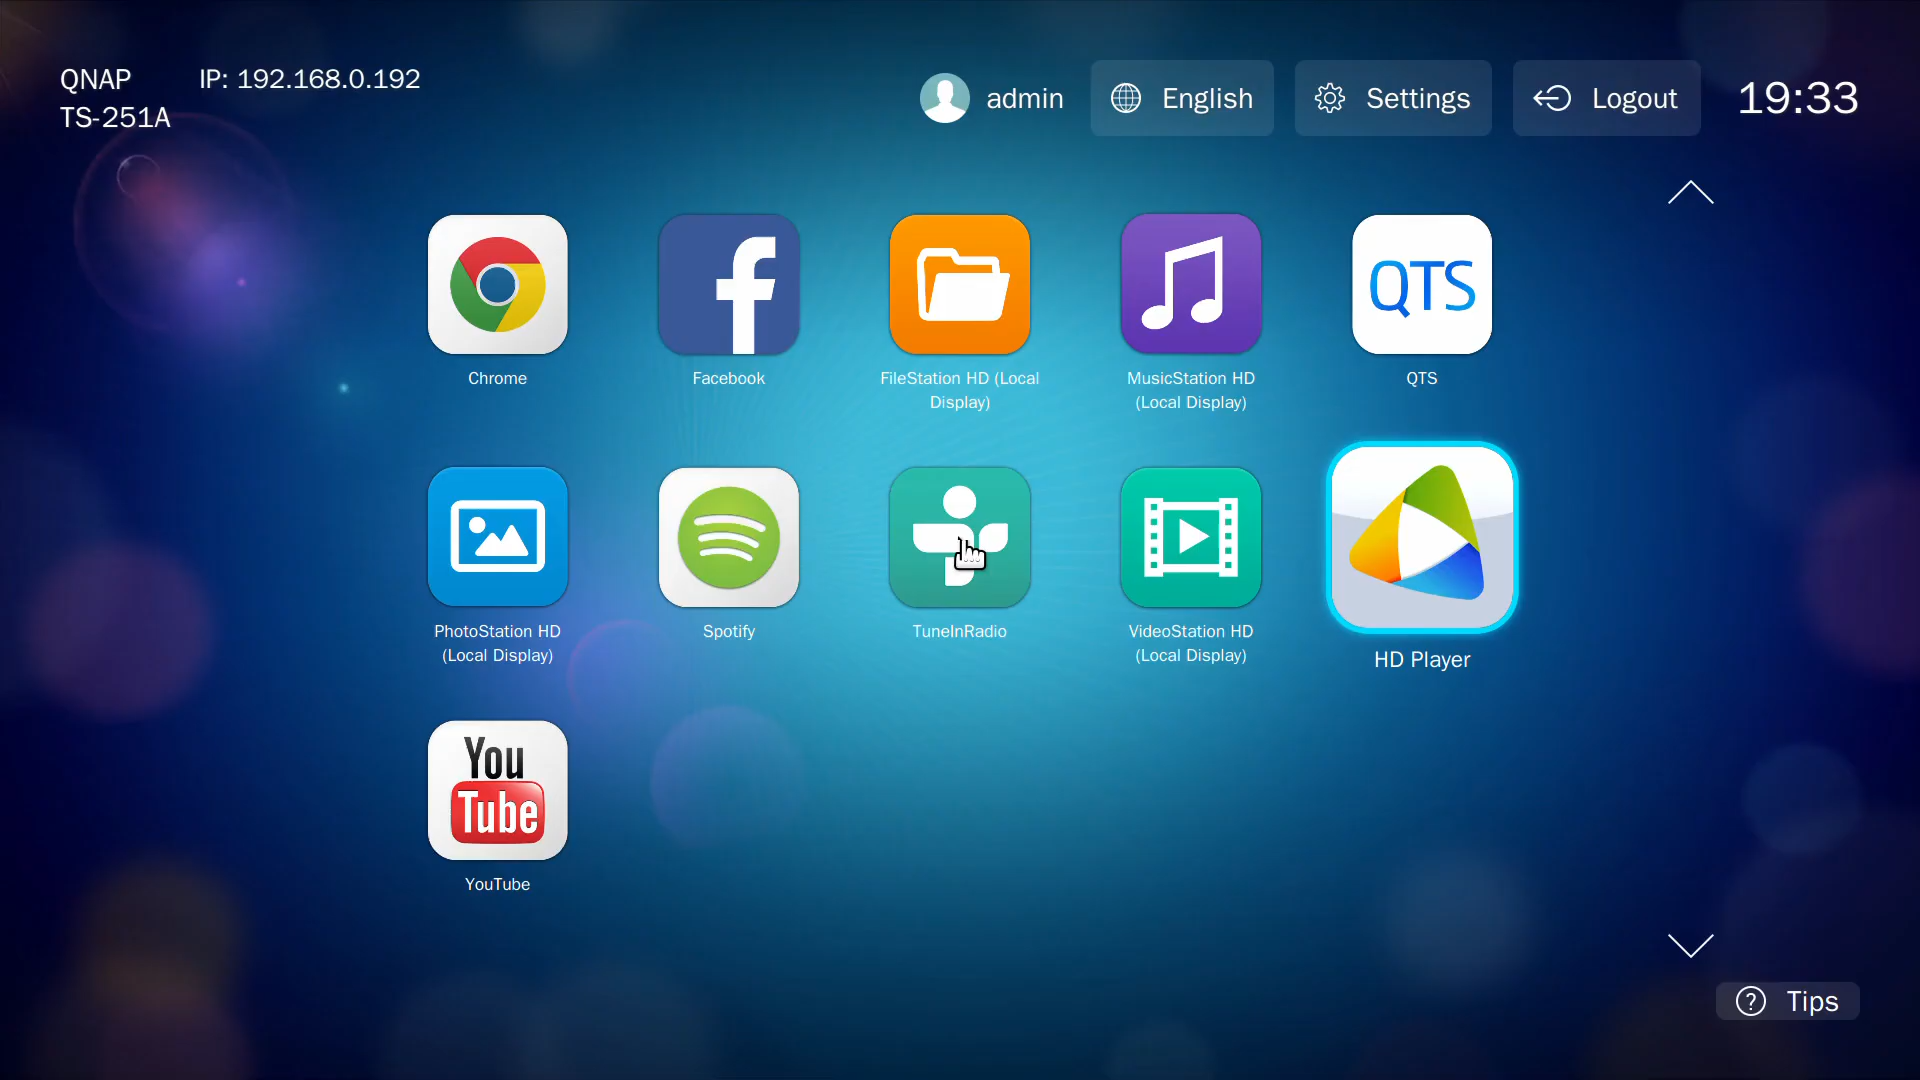 QNAP
TS-251A
IP: 192.168.0.192
admin
English
Settings
Logout
19:33
QTS
Chrome
Facebook
FileStation HD (Local
Display)
MusicStation HD
(Local Display)
QTS
PhotoStation HD
(Local Display)
Spotify
TuneInRadio
VideoStation HD
(Local Display)
HD Player
You
Tube
YouTube
? Tips